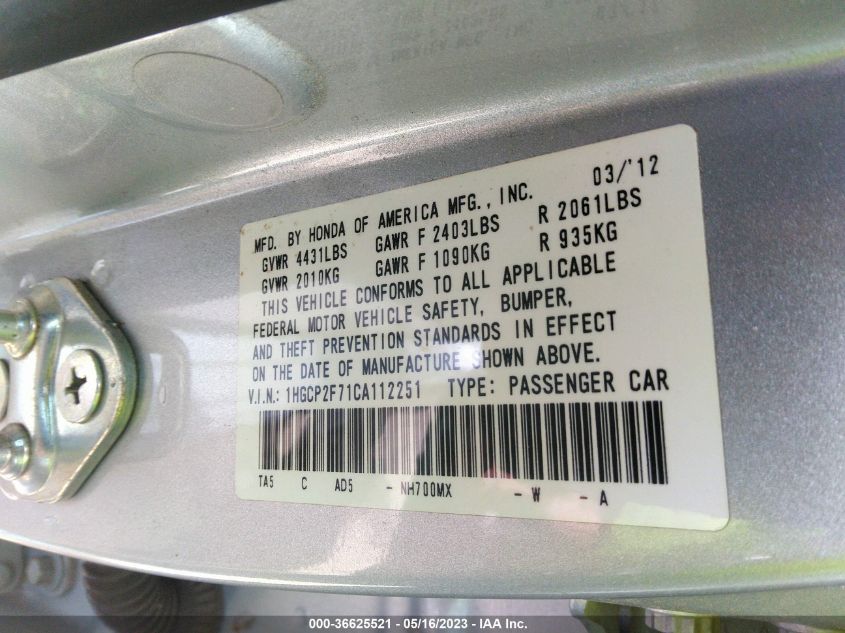 MFD. BY HONDA OF AMERICA MFG., INC. 03/'12
GVWR 4431LBS GAWR F 2403LBS R 2061LBS
GVWR 2010KG GAWR F 1090KG R 935KG
THIS VEHICLE CONFORMS TO ALL APPLICABLE
FEDERAL MOTOR VEHICLE SAFETY, BUMPER,
AND THEFT PREVENTION STANDARDS IN EFFECT
ON THE DATE OF MANUFACTURE SHOWN ABOVE.
V.I.N.: 1HGCP2F71CA112251 TYPE: PASSENGER CAR
TA5 C AD5 - NH700MX - W - A
000-36625521 - 05/16/2023 - IAA Inc.